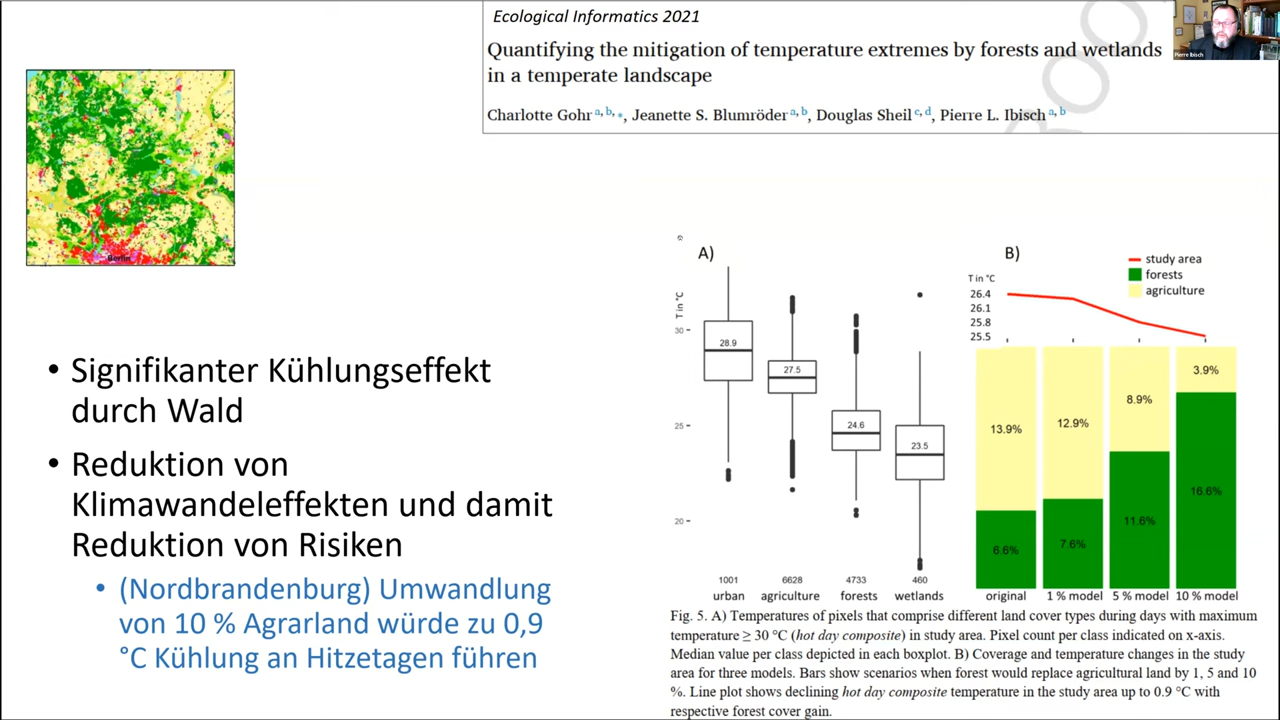 Ecological Informatics 2021
Quantifying the mitigation of temperature extremes by forests and wetlands
in a temperate landscape
Charlotte Gohr a, b, *, Jeanette S. Blumröder a, b, Douglas Sheil c, d, Pierre L. Ibisch a, b
Pierre Ibisch
Berlin
• Signifikanter Kühlungseffekt
durch Wald
• Reduktion von
Klimawandeleffekten und damit
Reduktion von Risiken
• (Nordbrandenburg) Umwandlung
von 10 % Agrarland würde zu 0,9
°C Kühlung an Hitzetagen führen
A)
T in °C
30
25
20
28.9
27.5
24.6
23.5
1001 6628 4733 460
urban agriculture forests wetlands
B)
study area
forests
agriculture
T in °C
26.4
26.1
25.8
25.5
13.9% 12.9% 8.9% 3.9%
6.6% 7.6% 11.6% 16.6%
original 1 % model 5 % model 10 % model
Fig. 5. A) Temperatures of pixels that comprise different land cover types during days with maximum
temperature ≥ 30 °C (hot day composite) in study area. Pixel count per class indicated on x-axis.
Median value per class depicted in each boxplot. B) Coverage and temperature changes in the study
area for three models. Bars show scenarios when forest would replace agricultural land by 1, 5 and 10
%. Line plot shows declining hot day composite temperature in the study area up to 0.9 °C with
respective forest cover gain.